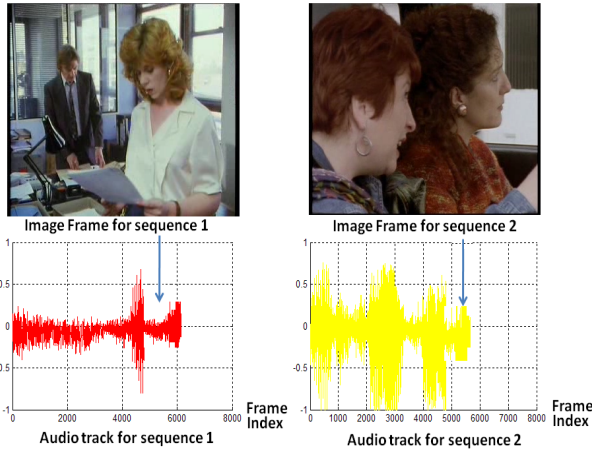 Image Frame for sequence 1
Image Frame for sequence 2
1
0.5
0
-0.5
-1
0 2000 4000 6000 8000
Frame
Index
Audio track for sequence 1
1
0.5
0
-0.5
-1
0 1000 2000 3000 4000 5000 6000 7000 8000
Frame
Index
Audio track for sequence 2